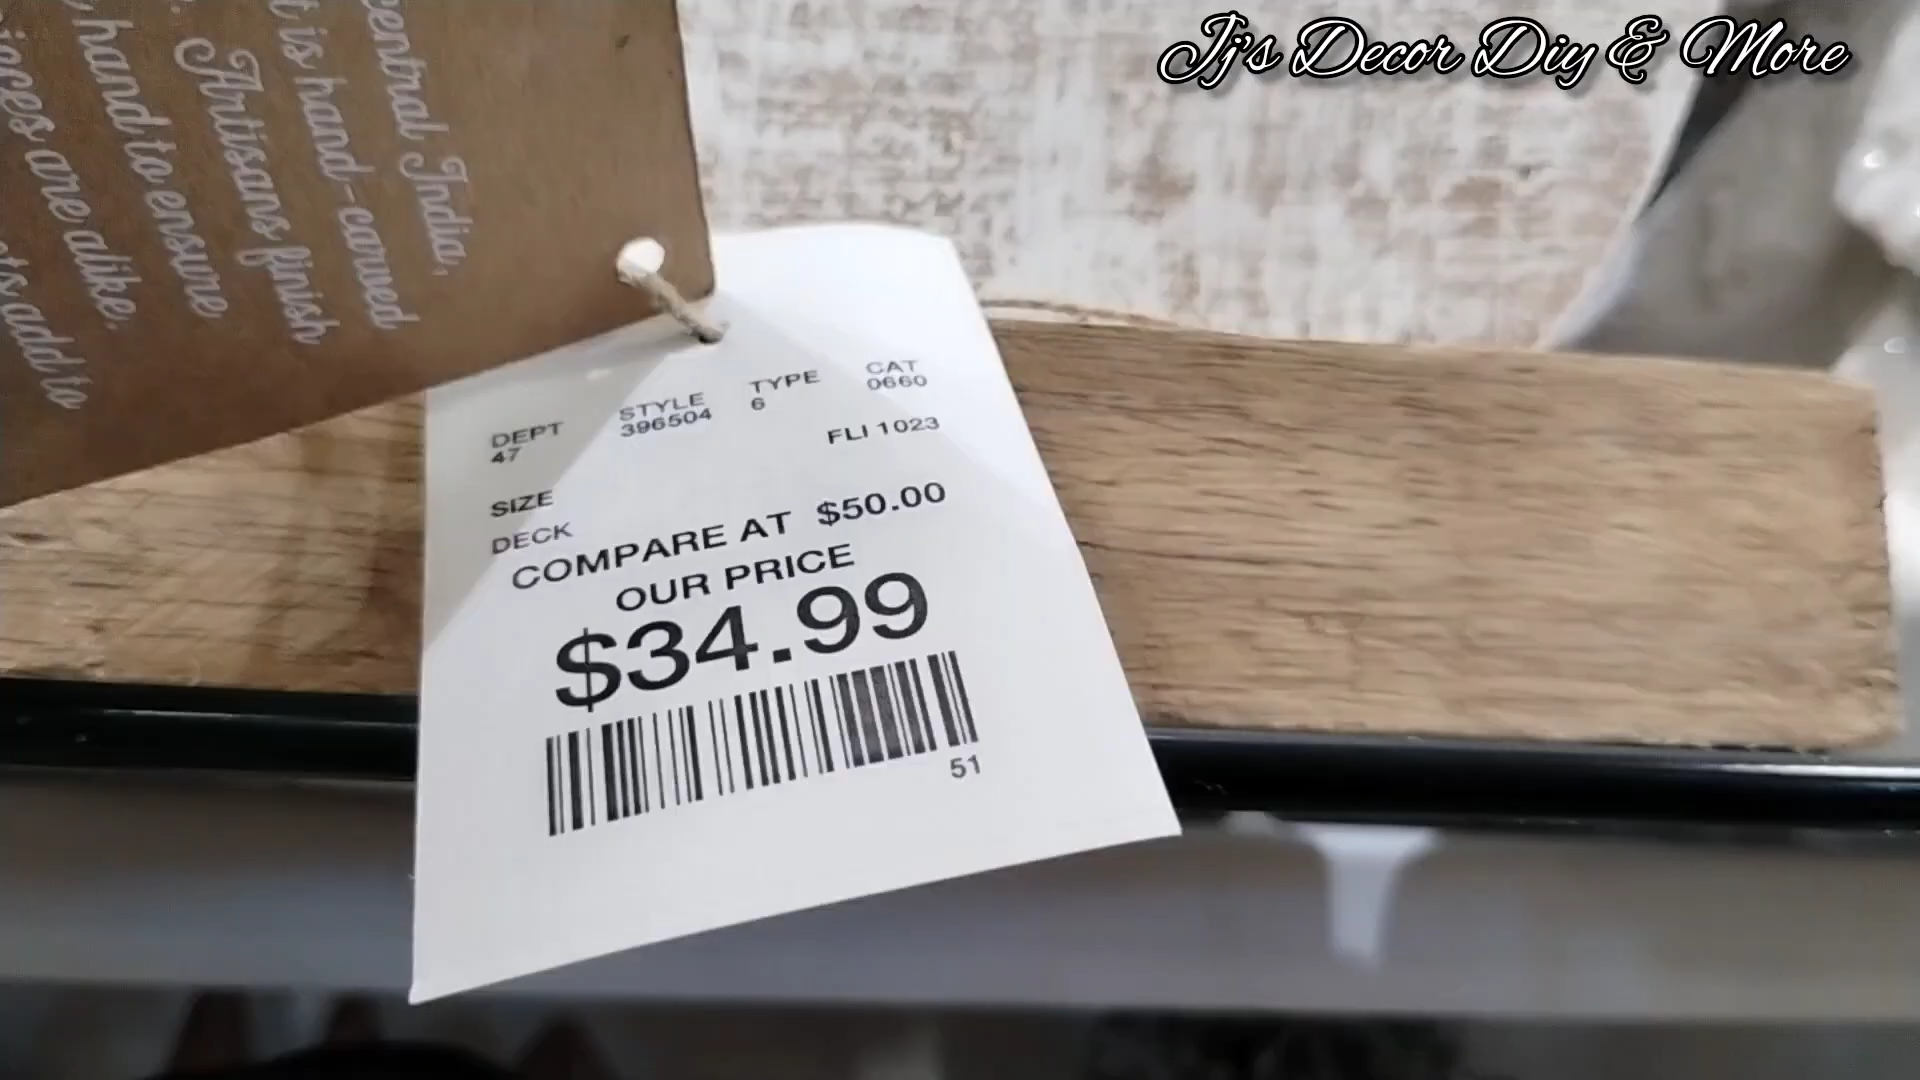 Jj's Decor Diy & More
entral India,
t is hand-carved
Artisans finish
hand to ensure
are alike.
add to
DEPT STYLE TYPE CAT
47 396504 6 0660
FLI 1023
SIZE
DECK
COMPARE AT $50.00
OUR PRICE
$34.99
51